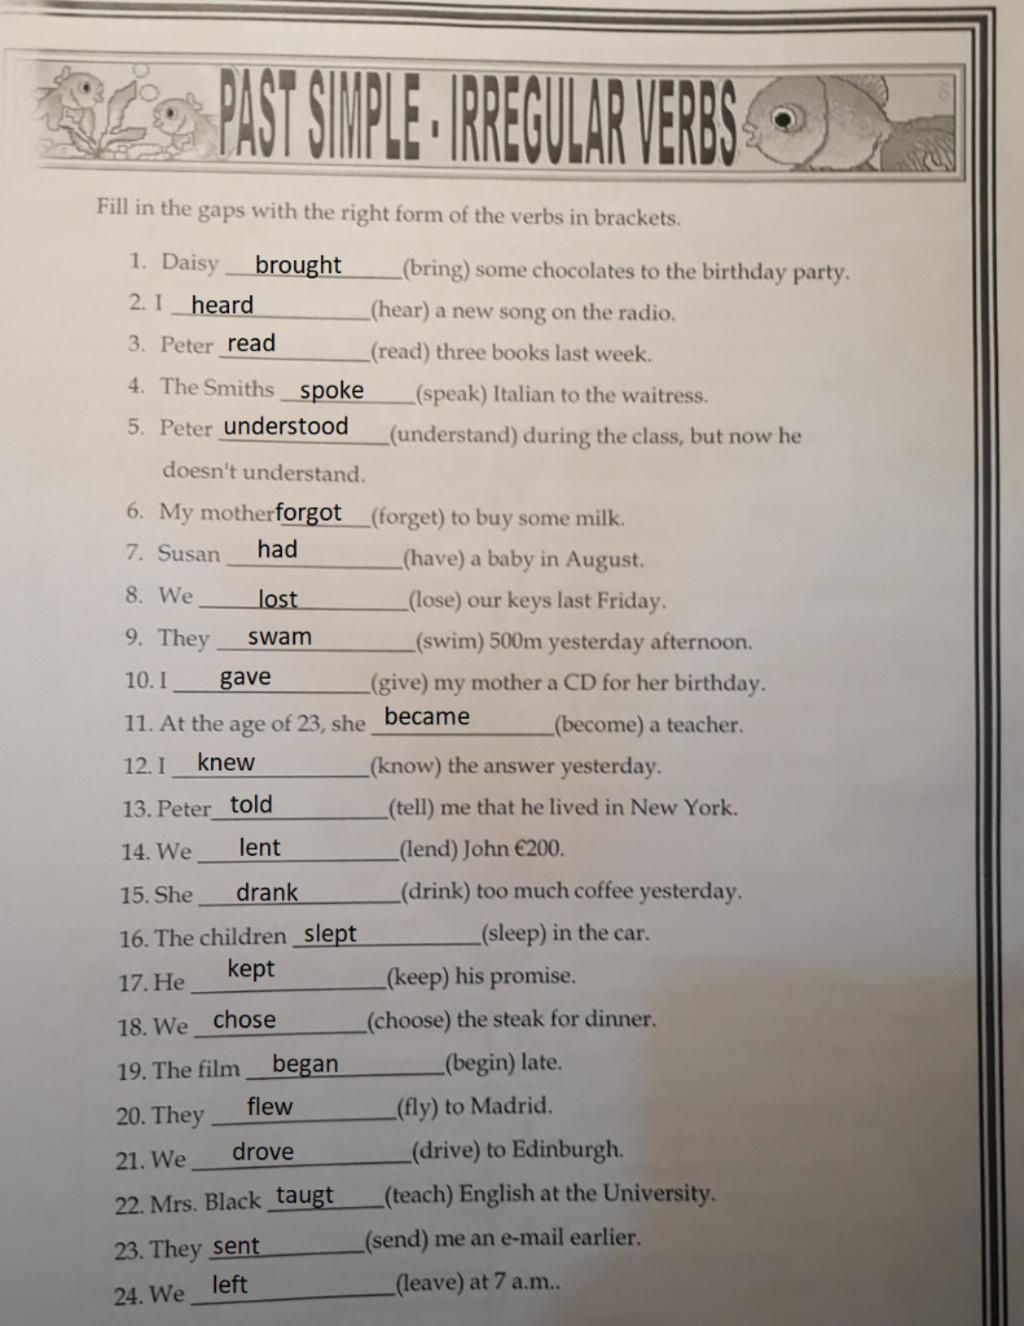 PAST SIMPLE - IRREGULAR VERBS
Fill in the gaps with the right form of the verbs in brackets.
1. Daisy brought (bring) some chocolates to the birthday party.
2. I heard (hear) a new song on the radio.
3. Peter read (read) three books last week.
4. The Smiths spoke (speak) Italian to the waitress.
5. Peter understood (understand) during the class, but now he
doesn't understand.
6. My mother forgot (forget) to buy some milk.
7. Susan had (have) a baby in August.
8. We lost (lose) our keys last Friday.
9. They swam (swim) 500m yesterday afternoon.
10. I gave (give) my mother a CD for her birthday.
11. At the age of 23, she became (become) a teacher.
12. I knew (know) the answer yesterday.
13. Peter told (tell) me that he lived in New York.
14. We lent (lend) John €200.
15. She drank (drink) too much coffee yesterday.
16. The children slept (sleep) in the car.
17. He kept (keep) his promise.
18. We chose (choose) the steak for dinner.
19. The film began (begin) late.
20. They flew (fly) to Madrid.
21. We drove (drive) to Edinburgh.
22. Mrs. Black taugt (teach) English at the University.
23. They sent (send) me an e-mail earlier.
24. We left (leave) at 7 a.m..